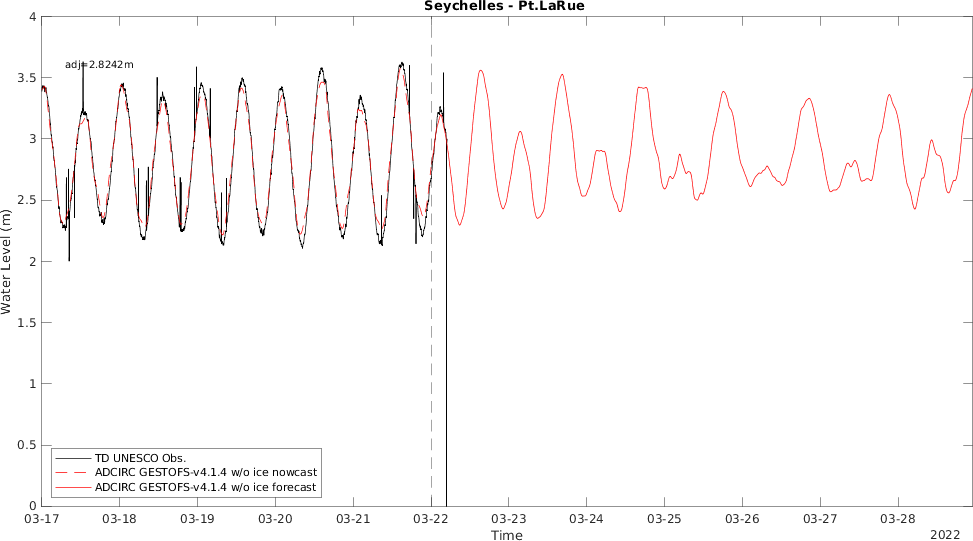 Seychelles - Pt.LaRue
adj=2.8242m
4
3.5
3
2.5
2
1.5
1
0.5
0
Water Level (m)
TD UNESCO Obs.
ADCIRC GESTOFS-v4.1.4 w/o ice nowcast
ADCIRC GESTOFS-v4.1.4 w/o ice forecast
03-17 03-18 03-19 03-20 03-21 03-22 03-23 03-24 03-25 03-26 03-27 03-28
Time
2022